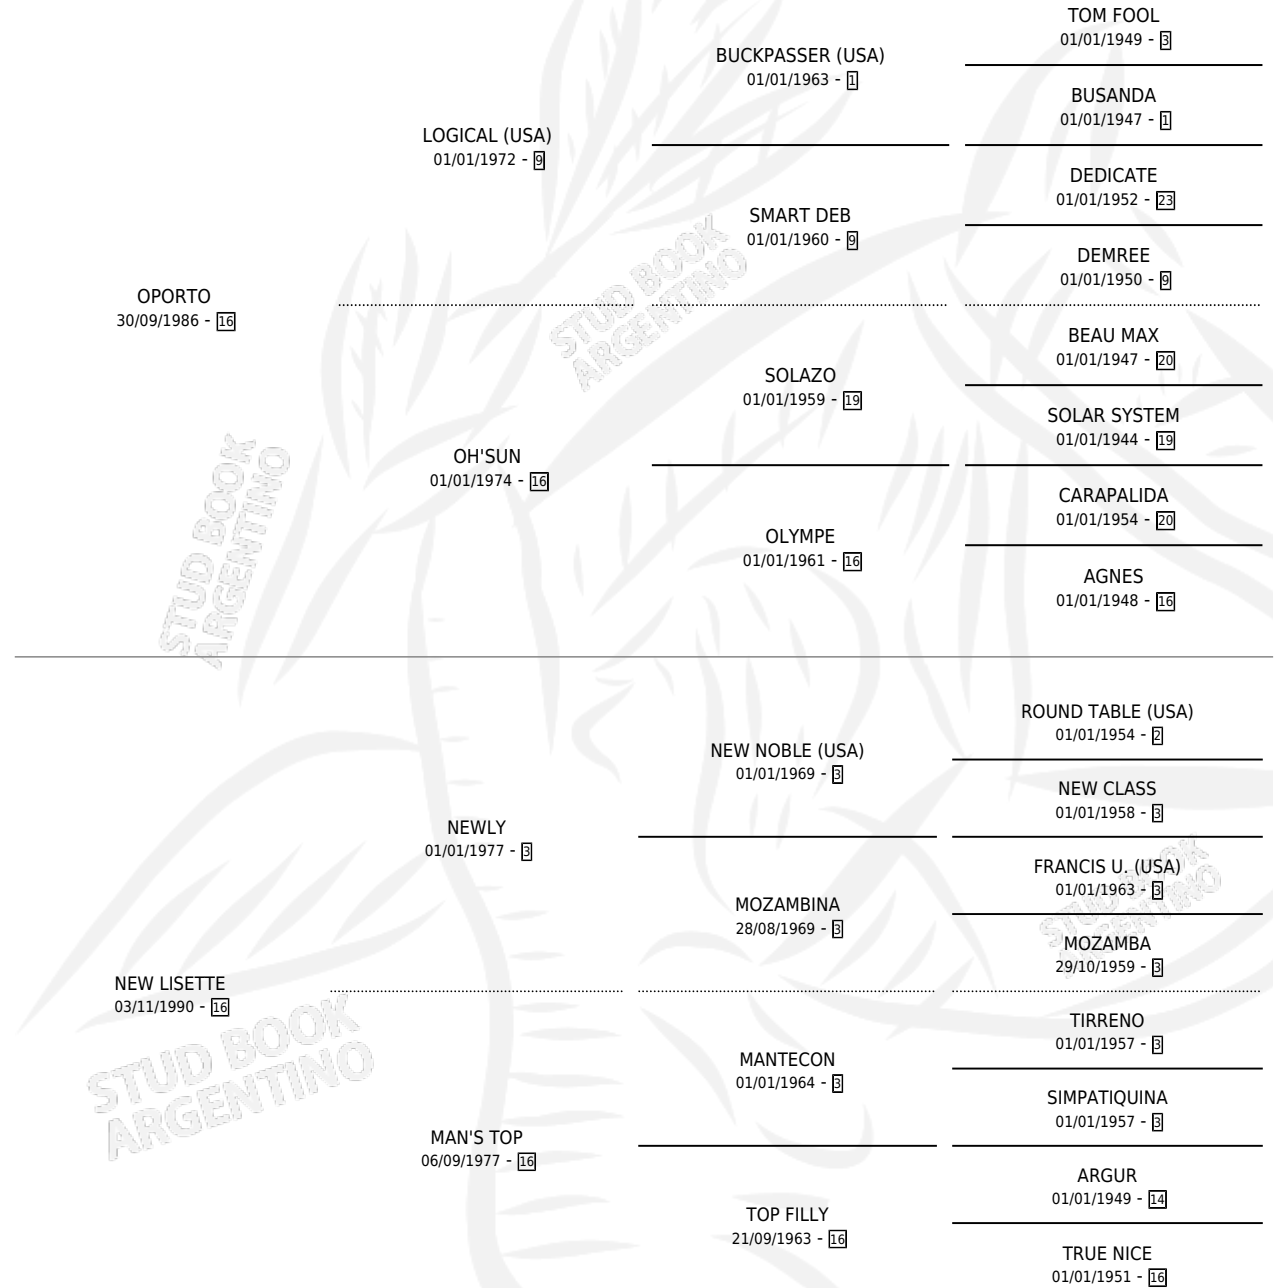 TOM FOOL
01/01/1949 - 3
BUCKPASSER (USA)
01/01/1963 - 1
BUSANDA
01/01/1947 - 1
LOGICAL (USA)
01/01/1972 - 9
DEDICATE
01/01/1952 - 23
SMART DEB
01/01/1960 - 9
DEMREE
01/01/1950 - 9
OPORTO
30/09/1986 - 16
BEAU MAX
01/01/1947 - 20
SOLAZO
01/01/1959 - 19
SOLAR SYSTEM
01/01/1944 - 19
OH'SUN
01/01/1974 - 16
CARAPALIDA
01/01/1954 - 20
OLYMPE
01/01/1961 - 16
AGNES
01/01/1948 - 16
ROUND TABLE (USA)
01/01/1954 - 2
NEW NOBLE (USA)
01/01/1969 - 3
NEW CLASS
01/01/1958 - 3
NEWLY
01/01/1977 - 3
FRANCIS U. (USA)
01/01/1963 - 3
MOZAMBINA
28/08/1969 - 3
MOZAMBA
29/10/1959 - 3
NEW LISETTE
03/11/1990 - 16
TIRRENO
01/01/1957 - 3
MANTECON
01/01/1964 - 3
SIMPATIQUINA
01/01/1957 - 3
MAN'S TOP
06/09/1977 - 16
ARGUR
01/01/1949 - 14
TOP FILLY
21/09/1963 - 16
TRUE NICE
01/01/1951 - 16
STUD BOOK
ARGENTINO
STUD BOOK
ARGENTINO
STUD BOOK
ARGENTINO
STUD BOOK
ARGENTINO